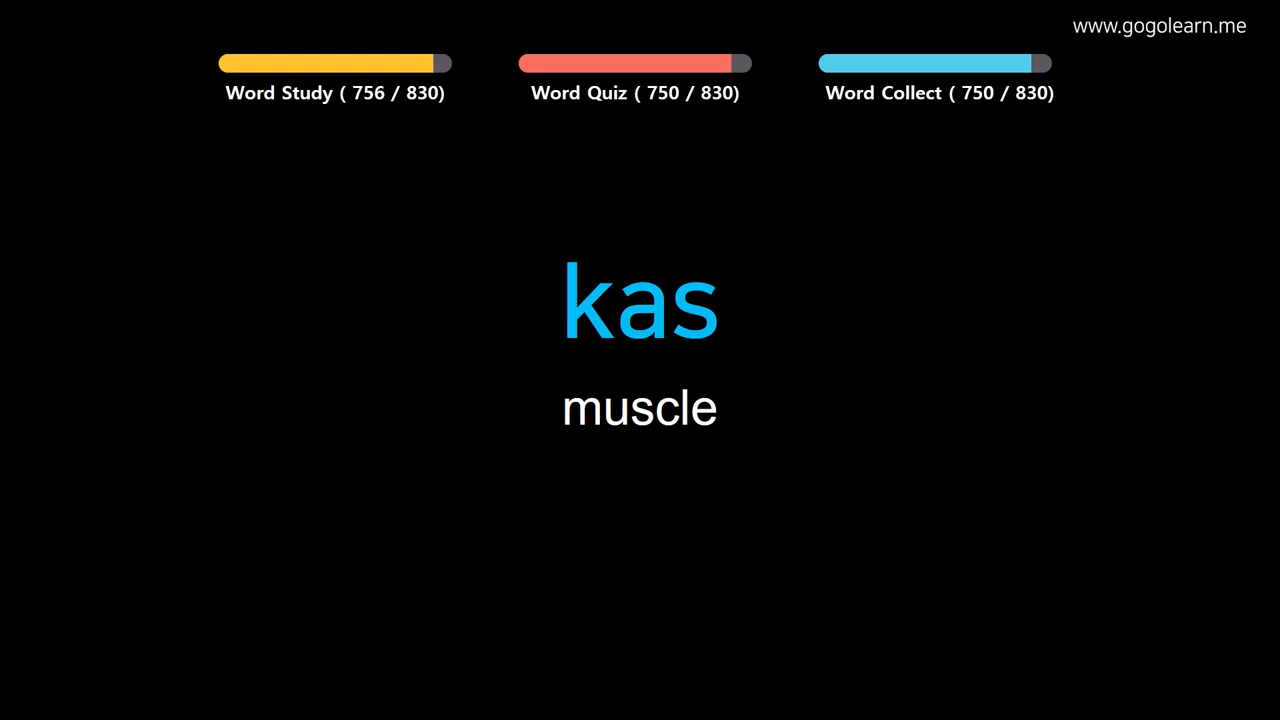 www.gogolearn.me
Word Study ( 756 / 830)
Word Quiz ( 750 / 830)
Word Collect ( 750 / 830)
kas
muscle